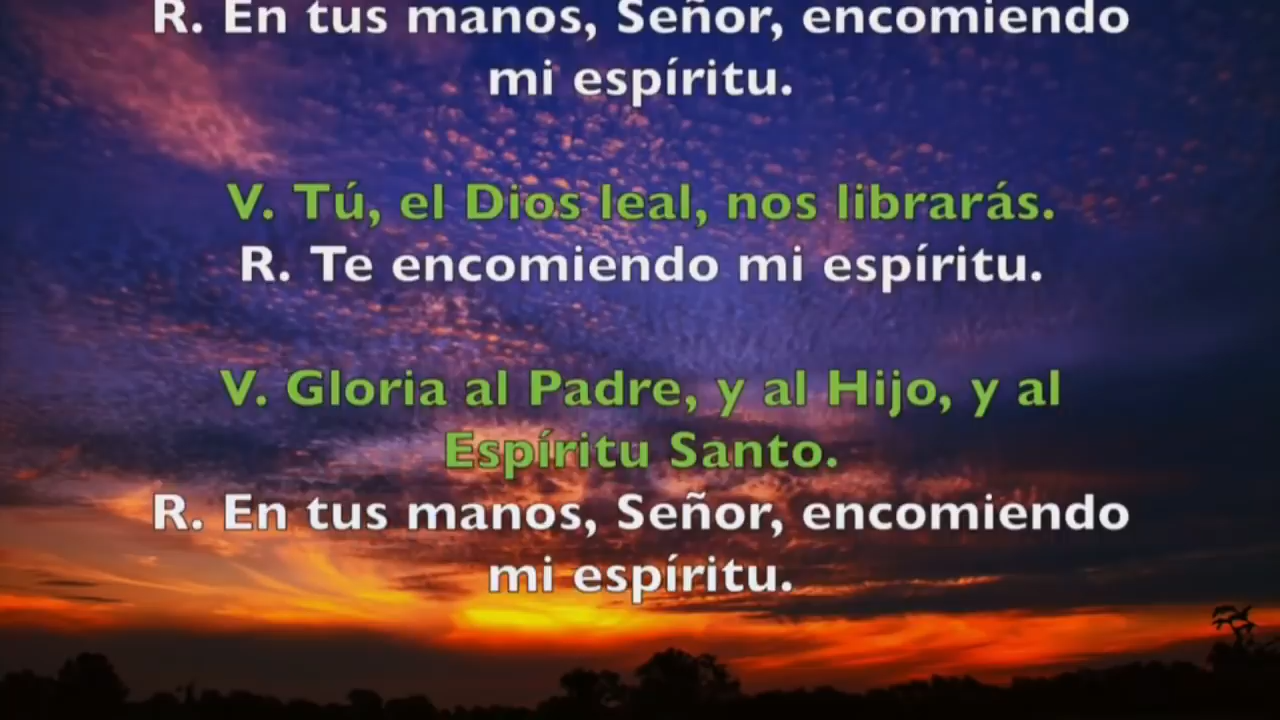 R. En tus manos, Señor, encomiendo
mi espíritu.
V. Tú, el Dios leal, nos librarás.
R. Te encomiendo mi espíritu.
V. Gloria al Padre, y al Hijo, y al
Espíritu Santo.
R. En tus manos, Señor, encomiendo
mi espíritu.